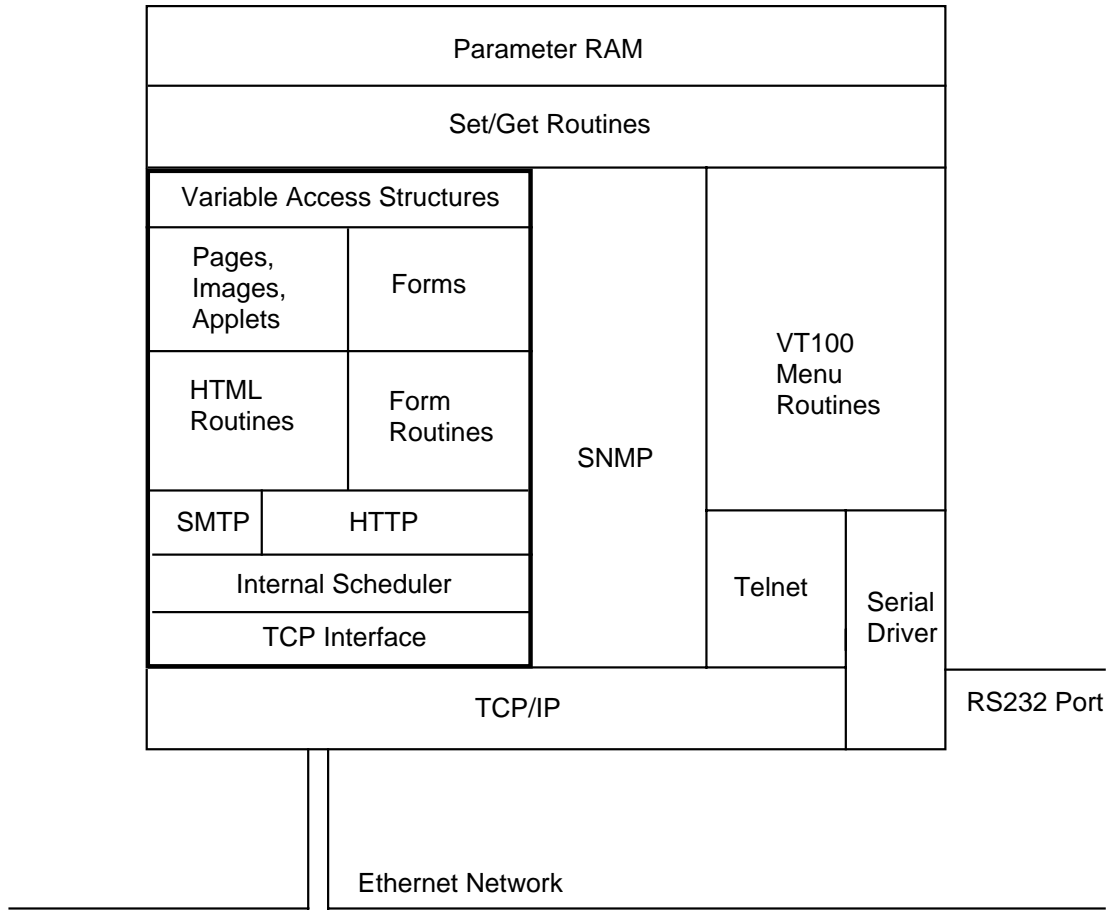 Parameter RAM
Set/Get Routines
Variable Access Structures
Pages,
Images,
Applets
Forms
HTML
Routines
Form
Routines
SMTP
HTTP
Internal Scheduler
TCP Interface
SNMP
VT100
Menu
Routines
Telnet
Serial
Driver
TCP/IP
RS232 Port
Ethernet Network